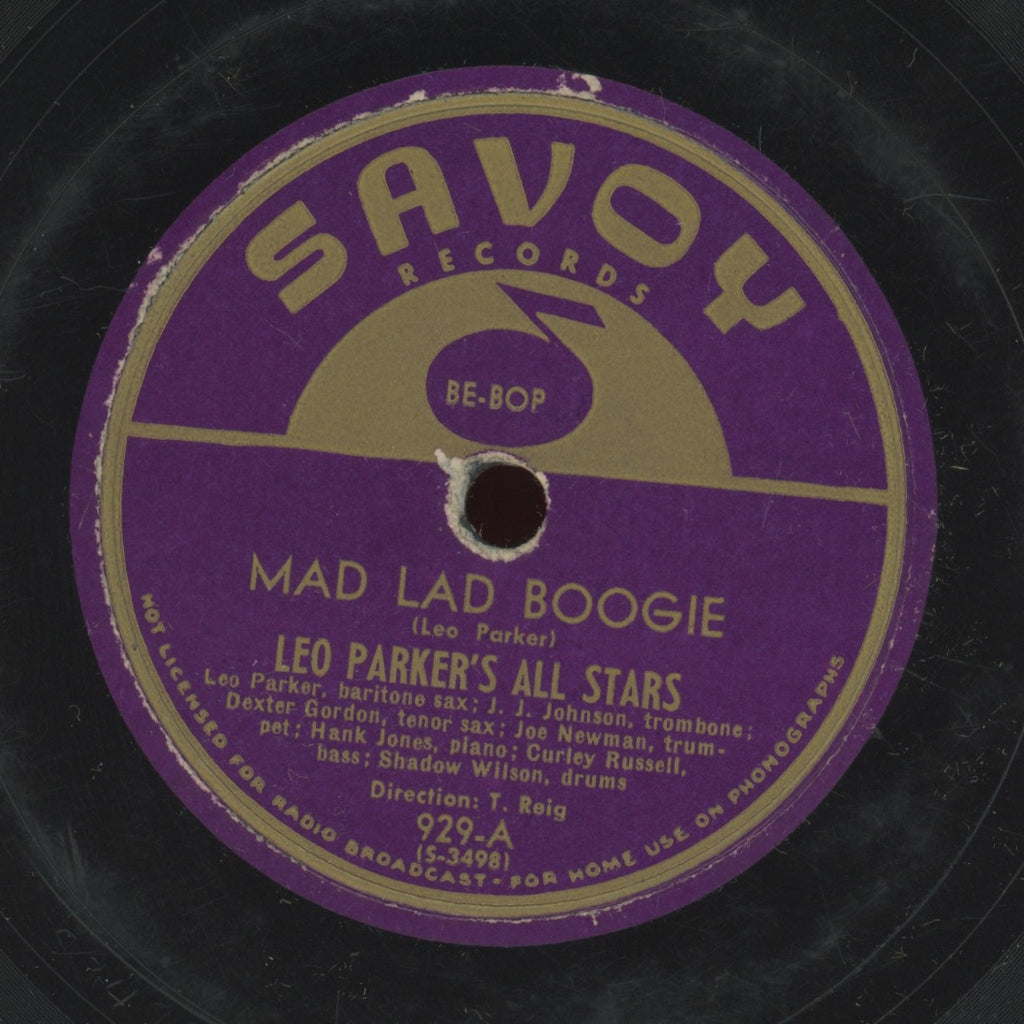 SAVOY
RECORDS
BE-BOP
MAD LAD BOOGIE
(Leo Parker)
LEO PARKER'S ALL STARS
Leo Parker, baritone sax; J. J. Johnson, trombone;
Dexter Gordon, tenor sax; Joe Newman, trum-
pet; Hank Jones, piano; Curley Russell,
bass; Shadow Wilson, drums
Direction: T. Reig
929-A
(S-3498)
NOT LICENSED FOR RADIO BROADCAST - FOR HOME USE ON PHONOGRAPHS